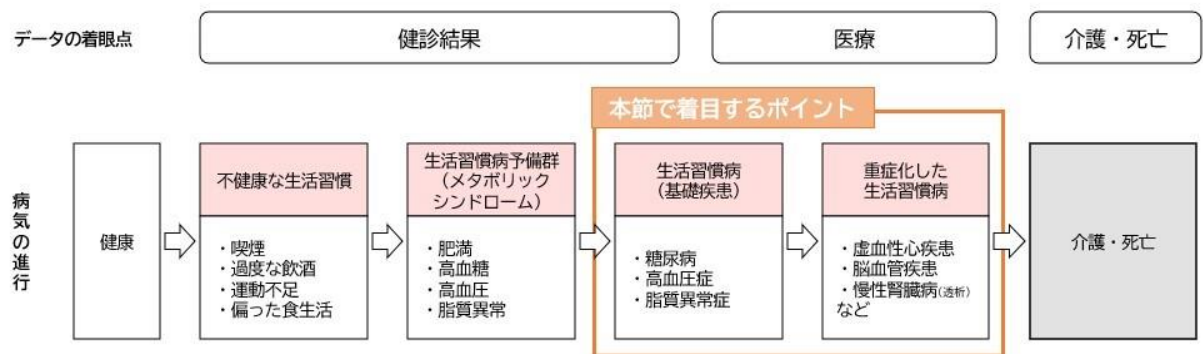 データの着眼点
健診結果
医療
介護・死亡
本節で着目するポイント
病気の進行
健康
不健康な生活習慣
・喫煙
・過度な飲酒
・運動不足
・偏った食生活
生活習慣病予備群
（メタボリック
シンドローム）
・肥満
・高血糖
・高血圧
・脂質異常
生活習慣病
（基礎疾患）
・糖尿病
・高血圧症
・脂質異常症
重症化した
生活習慣病
・虚血性心疾患
・脳血管疾患
・慢性腎臓病(透析)
など
介護・死亡